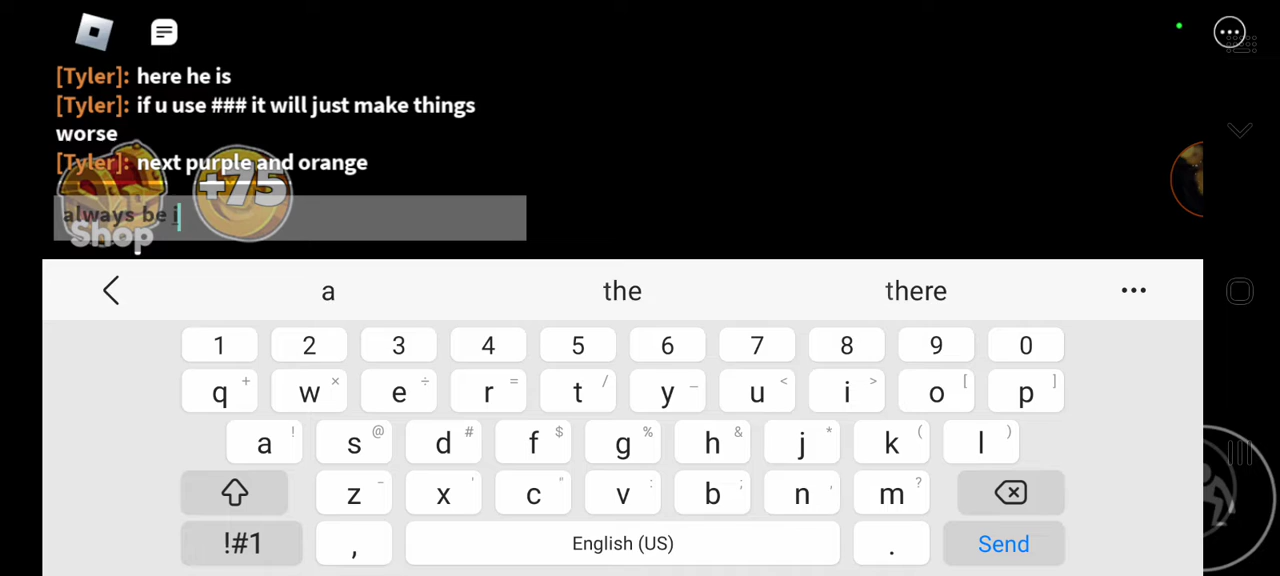 [Tyler]: here he is
[Tyler]: if u use ### it will just make things
worse
[Tyler]: next purple and orange
+75
always be i
Shop
a the there •••
1 2 3 4 5 6 7 8 9 0
q + w × e ÷ r = t / y _ u < i > o [ p ]
a ! s @ d # f $ g % h & j * k ( l )
z - x ' c " v : b ; n , m ?
!#1 , English (US) . Send